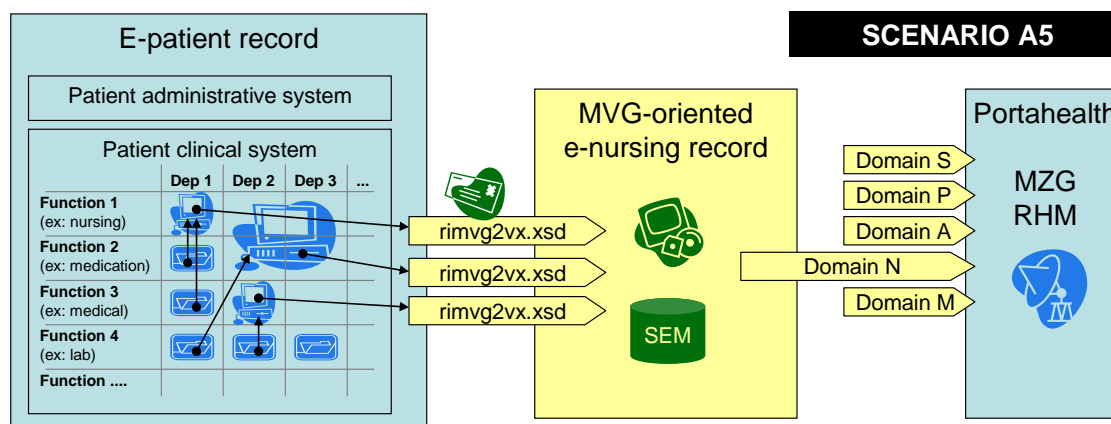 E-patient record
SCENARIO A5
Patient administrative system
Patient clinical system
Dep 1 Dep 2 Dep 3 ...
Function 1
(ex: nursing)
Function 2
(ex: medication)
Function 3
(ex: medical)
Function 4
(ex: lab)
Function ....
rimvg2vx.xsd
rimvg2vx.xsd
rimvg2vx.xsd
MVG-oriented
e-nursing record
SEM
Domain S
Domain P
Domain A
Domain N
Domain M
Portahealth
MZG
RHM